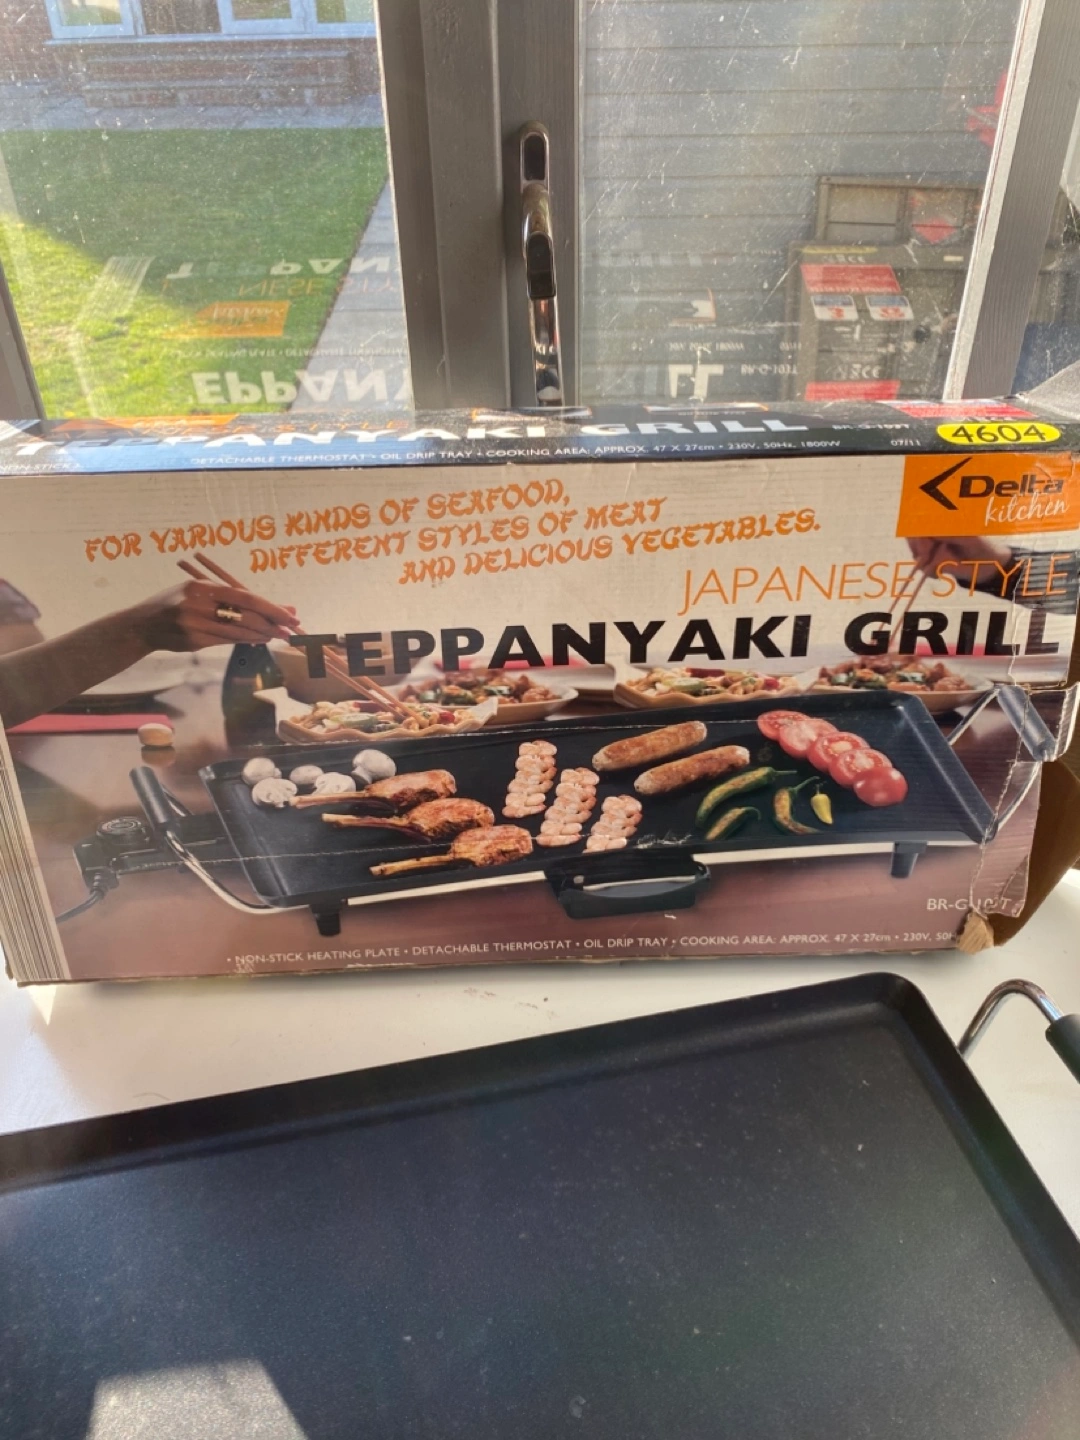 TEPPANYAKI GRILL
4604
DETACHABLE THERMOSTAT • OIL DRIP TRAY • COOKING AREA: APPROX. 47 X 27cm • 230V, 50Hz, 1800W
07/11
Delta
kitchen
FOR VARIOUS KINDS OF SEAFOOD,
DIFFERENT STYLES OF MEAT
AND DELICIOUS VEGETABLES.
JAPANESE STYLE
TEPPANYAKI GRILL
• NON-STICK HEATING PLATE • DETACHABLE THERMOSTAT • OIL DRIP TRAY • COOKING AREA: APPROX. 47 X 27cm • 230V,